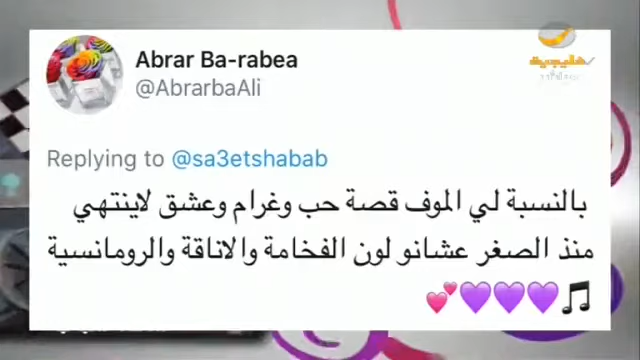 Abrar Ba-rabea
@AbrarbaAli
خليجية
Replying to @sa3etshabab
بالنسبة لي الموف قصة حب وغرام وعشق لاينتهي
منذ الصغر عشانو لون الفخامة والاناقة والرومانسية
🎵💜💜💜💕